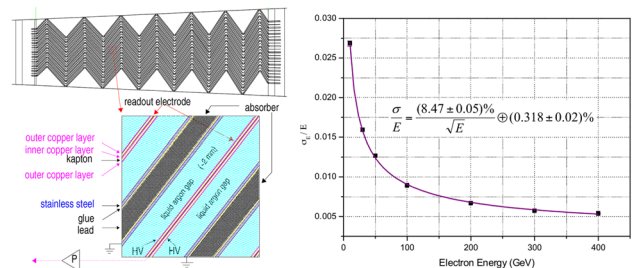 readout electrode
absorber
outer copper layer
inner copper layer
kapton
outer copper layer
stainless steel
glue
lead
liquid argon gap
(~2 mm)
liquid argon gap
HV
HV
P
0.030
0.025
0.020
0.015
0.010
0.005
σE/ E
σ/E = (8.47 ± 0.05)%/√E ⊕ (0.318 ± 0.02)%
0
100
200
300
400
Electron Energy (GeV)